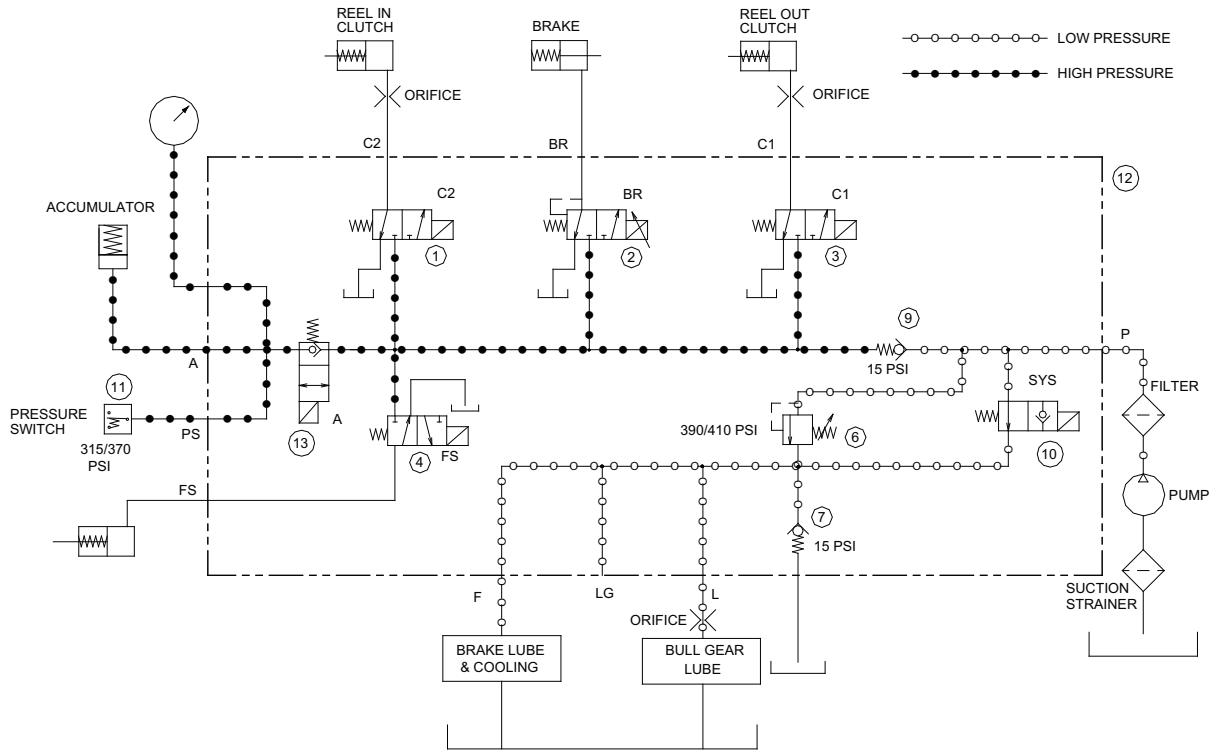 REEL IN
CLUTCH
BRAKE
REEL OUT
CLUTCH
LOW PRESSURE
HIGH PRESSURE
ORIFICE
ORIFICE
C2
BR
C1
12
ACCUMULATOR
C2
BR
C1
1
2
3
9
P
A
15 PSI
11
SYS
FILTER
PRESSURE
SWITCH
A
390/410 PSI
6
315/370
PSI
PS
13
4
FS
10
FS
7
PUMP
15 PSI
F
LG
L
SUCTION
STRAINER
ORIFICE
BRAKE LUBE
& COOLING
BULL GEAR
LUBE